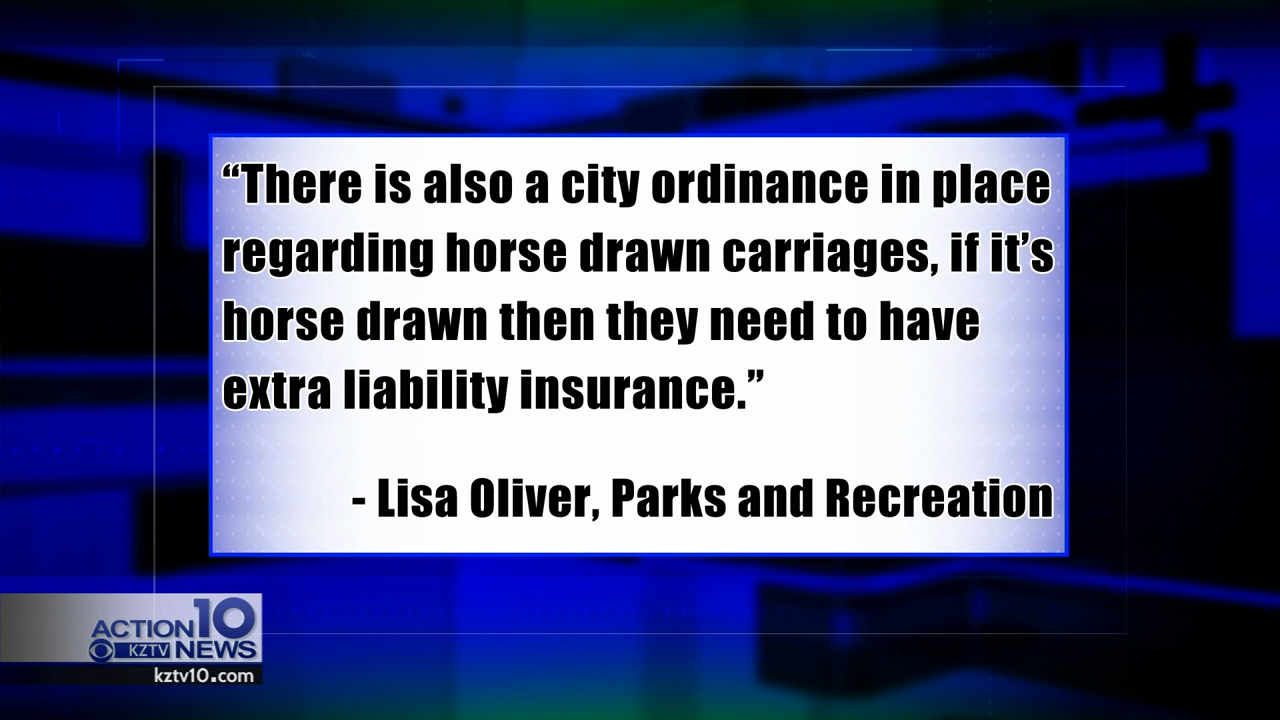 “There is also a city ordinance in place
regarding horse drawn carriages, if it’s
horse drawn then they need to have
extra liability insurance.”
- Lisa Oliver, Parks and Recreation
ACTION 10
KZTV NEWS
kztv10.com